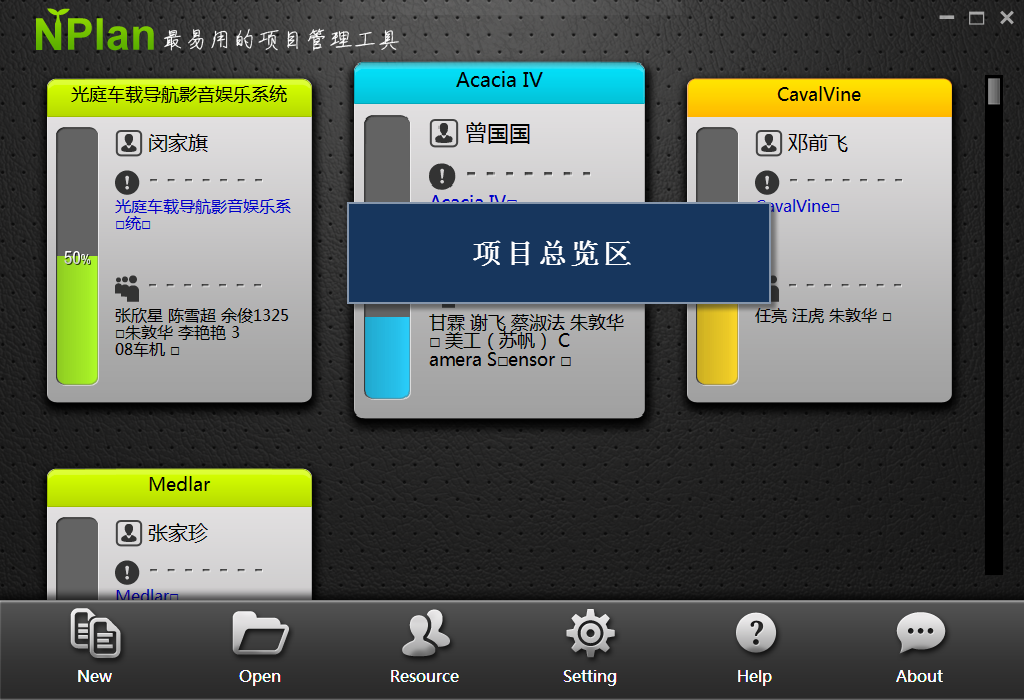 NPlan 最易用的项目管理工具
光庭车载导航影音娱乐系统
闵家旗
光庭车载导航影音娱乐系
□统□
50%
张欣星 陈雪超 余俊1325
□朱敦华 李艳艳 3
08车机 □
Acacia IV
曾国国
Acacia IV□
项目总览区
甘霖 谢飞 蔡淑法 朱敦华
□ 美工（苏帆） C
amera S□ensor □
CavalVine
邓前飞
CavalVine□
任亮 汪虎 朱敦华 □
Medlar
张家珍
Medlar□
New
Open
Resource
Setting
Help
About